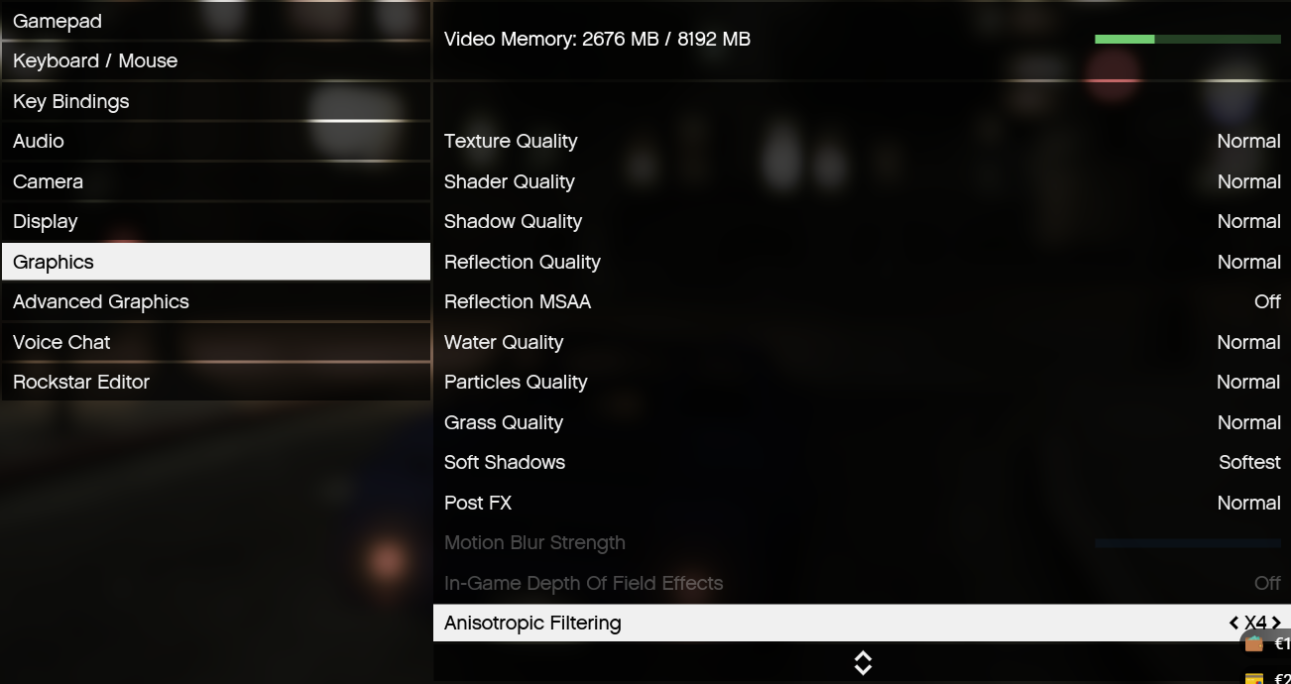 Gamepad
Keyboard / Mouse
Key Bindings
Audio
Camera
Display
Graphics
Advanced Graphics
Voice Chat
Rockstar Editor
Video Memory: 2676 MB / 8192 MB
Texture Quality Normal
Shader Quality Normal
Shadow Quality Normal
Reflection Quality Normal
Reflection MSAA Off
Water Quality Normal
Particles Quality Normal
Grass Quality Normal
Soft Shadows Softest
Post FX Normal
Motion Blur Strength
In-Game Depth Of Field Effects Off
Anisotropic Filtering X4
€1
€2